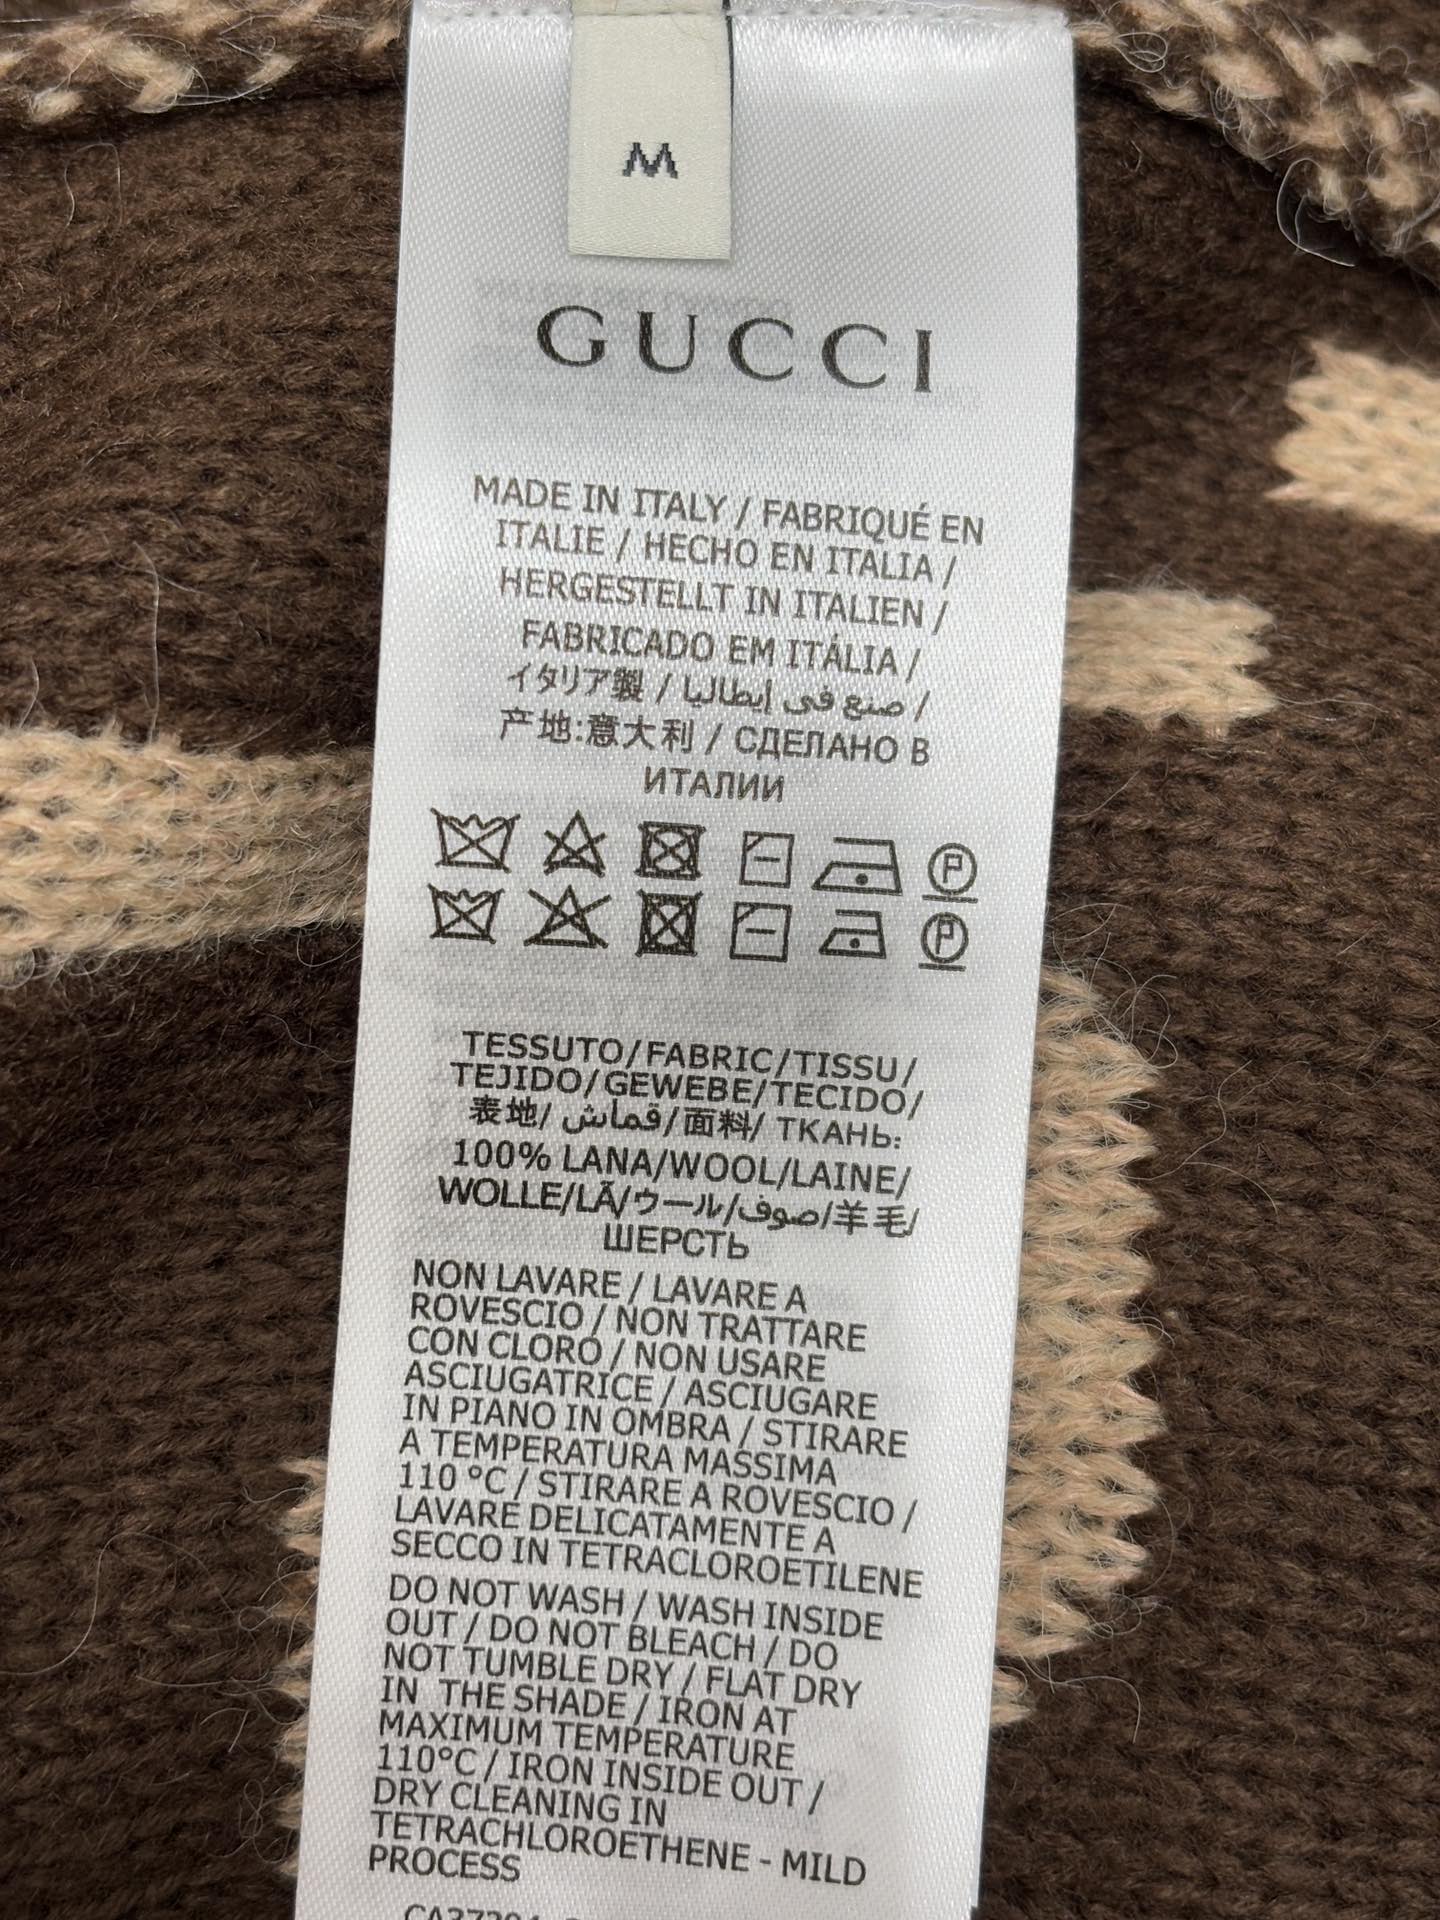 M
GUCCI
MADE IN ITALY / FABRIQUÉ EN
ITALIE / HECHO EN ITALIA /
HERGESTELLT IN ITALIEN /
FABRICADO EM ITÁLIA /
イタリア製 / صنع في إيطاليا /
产地:意大利 / СДЕЛАНО В
ИТАЛИИ
P
P
TESSUTO/FABRIC/TISSU/
TEJIDO/GEWEBE/TECIDO/
表地/ قماش/面料/ ТКАНЬ:
100% LANA/WOOL/LAINE/
WOLLE/LÃ/ウール/صوف/羊毛/
ШЕРСТЬ
NON LAVARE / LAVARE A
ROVESCIO / NON TRATTARE
CON CLORO / NON USARE
ASCIUGATRICE / ASCIUGARE
IN PIANO IN OMBRA / STIRARE
A TEMPERATURA MASSIMA
110 °C / STIRARE A ROVESCIO /
LAVARE DELICATAMENTE A
SECCO IN TETRACLOROETILENE
DO NOT WASH / WASH INSIDE
OUT / DO NOT BLEACH / DO
NOT TUMBLE DRY / FLAT DRY
IN THE SHADE / IRON AT
MAXIMUM TEMPERATURE
110°C / IRON INSIDE OUT /
DRY CLEANING IN
TETRACHLOROETHENE - MILD
PROCESS